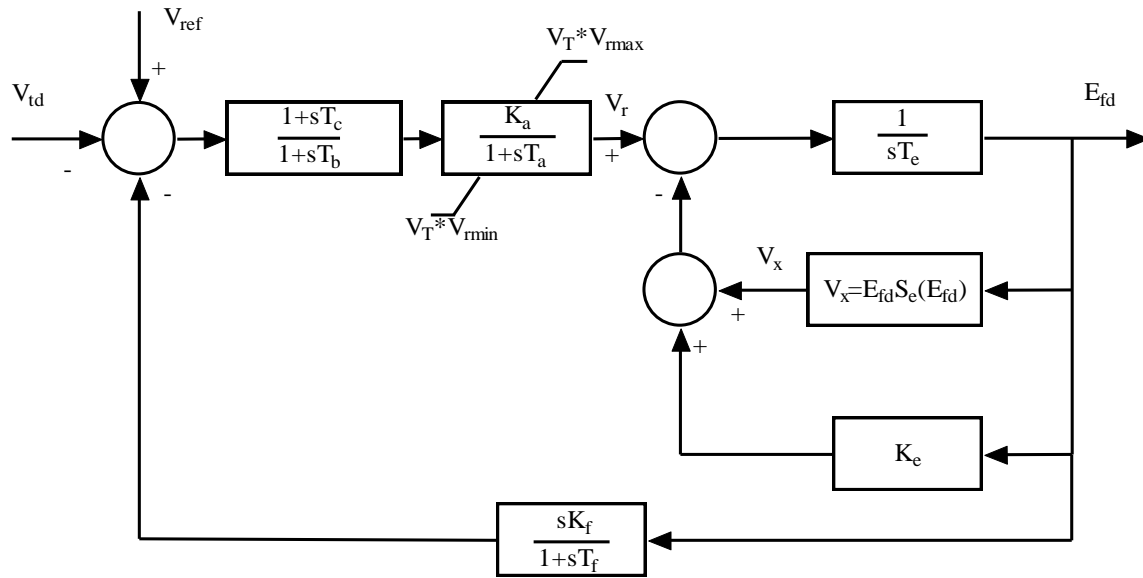 V_ref
V_T*V_rmax
V_td
+
V_r
E_fd
1+sT_c
1+sT_b
K_a
1+sT_a
1
sT_e
+
-
-
-
V_T*V_rmin
V_x
V_x=E_fdS_e(E_fd)
+
+
K_e
sK_f
1+sT_f